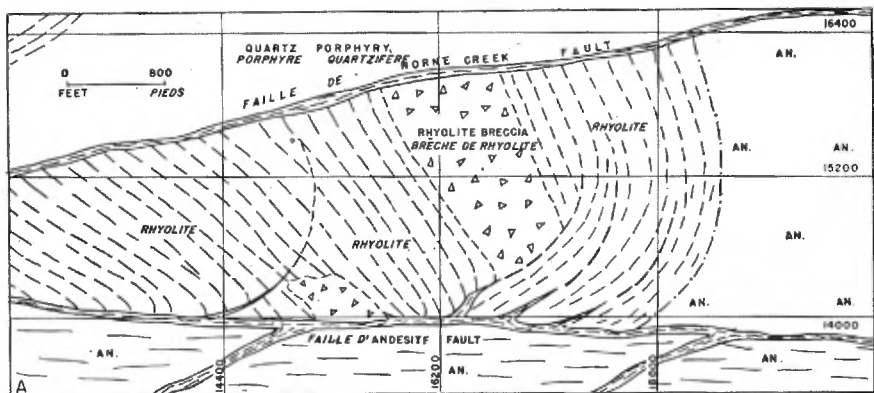 16400
QUARTZ PORPHYRY,
PORPHYRE QUARTZIFÈRE
HORNE CREEK FAULT
FAILLE DE
AN.
0 800
FEET PIEDS
RHYOLITE BRECCIA
BRÈCHE DE RHYOLITE
RHYOLITE
AN.
AN.
15200
RHYOLITE
RHYOLITE
AN.
AN.
AN.
14000
FAILLE D'ANDESITE FAULT
AN.
AN.
AN.
A
14400
16200